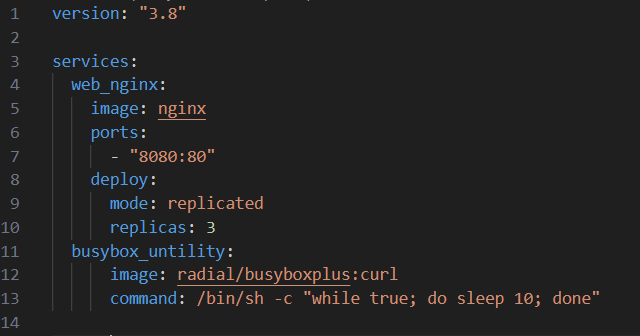 1 version: "3.8"
2
3 services:
4   web_nginx:
5     image: nginx
6     ports:
7       - "8080:80"
8     deploy:
9       mode: replicated
10       replicas: 3
11   busybox_untility:
12       image: radial/busyboxplus:curl
13       command: /bin/sh -c "while true; do sleep 10; done"
14